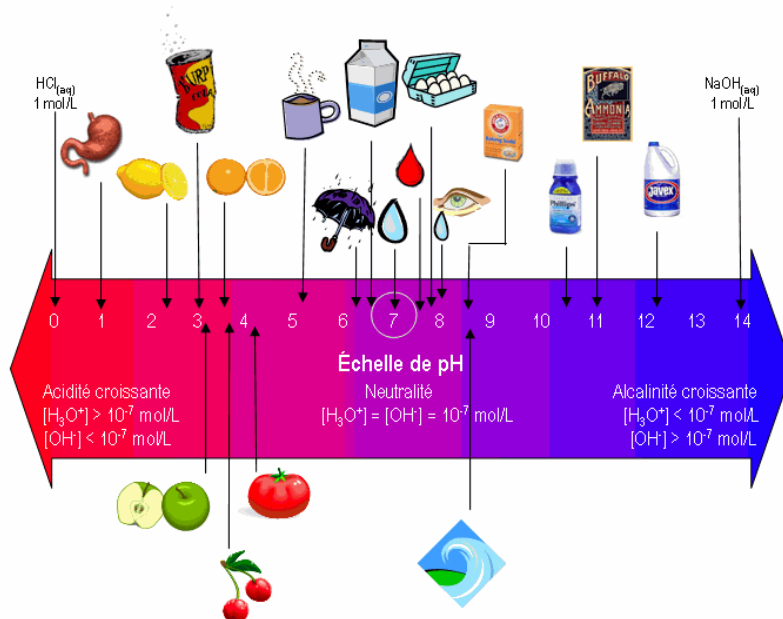 HCl(aq)
1 mol/L
NaOH(aq)
1 mol/L
BURP
COLA
BUFFALO
AMMONIA
Phillips'
Javex
0 1 2 3 4 5 6 7 8 9 10 11 12 13 14
Échelle de pH
Acidité croissante
[H₃O⁺] > 10⁻⁷ mol/L
[OH⁻] < 10⁻⁷ mol/L
Neutralité
[H₃O⁺] = [OH⁻] = 10⁻⁷ mol/L
Alcalinité croissante
[H₃O⁺] < 10⁻⁷ mol/L
[OH⁻] > 10⁻⁷ mol/L